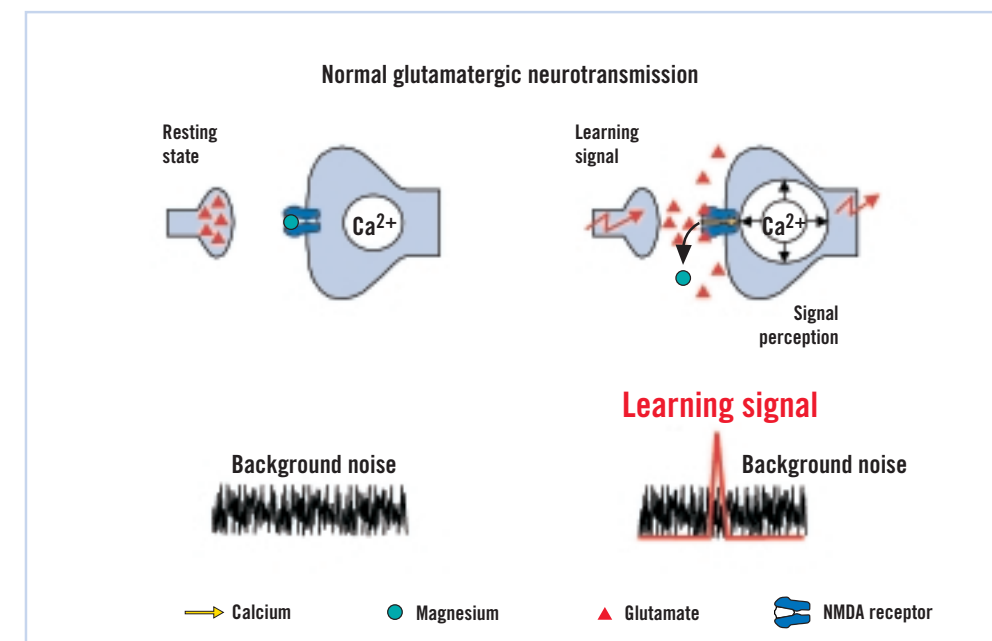 Normal glutamatergic neurotransmission
Resting
state
Learning
signal
Ca2+
Ca2+
Signal
perception
Learning signal
Background noise
Background noise
Calcium
Magnesium
Glutamate
NMDA receptor